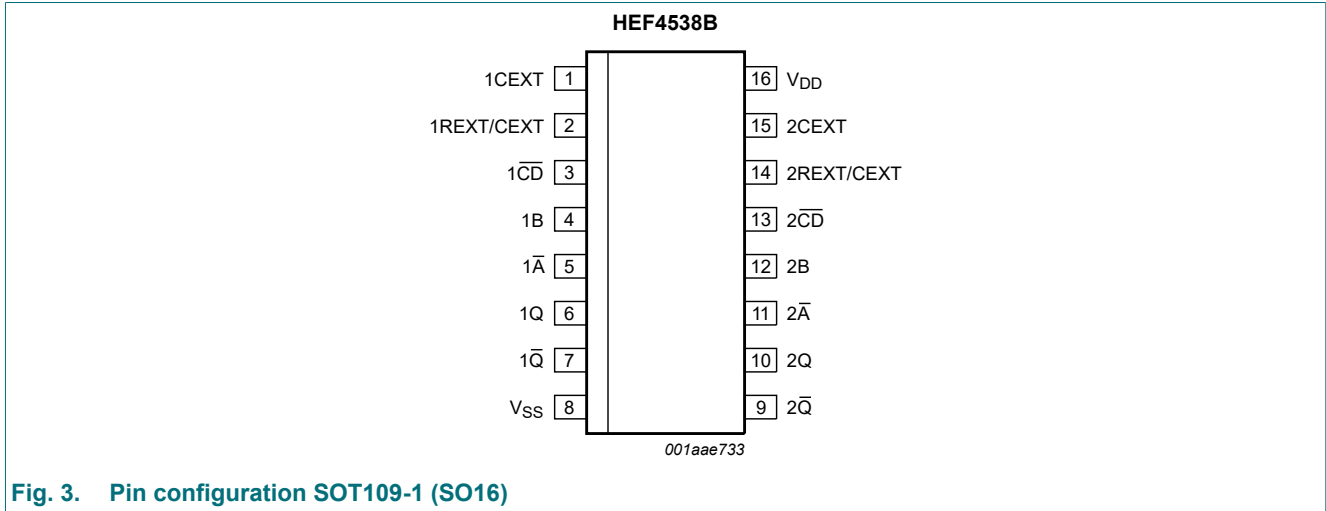 HEF4538B
1CEXT 1 16 VDD
1REXT/CEXT 2 15 2CEXT
1C̅D̅ 3 14 2REXT/CEXT
1B 4 13 2C̅D̅
1A̅ 5 12 2B
1Q 6 11 2A̅
1Q̅ 7 10 2Q
VSS 8 9 2Q̅
001aae733
Fig. 3. Pin configuration SOT109-1 (SO16)